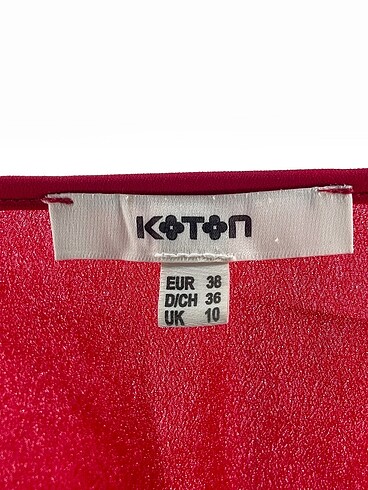 KOTON
EUR 38
D/CH 36
UK 10